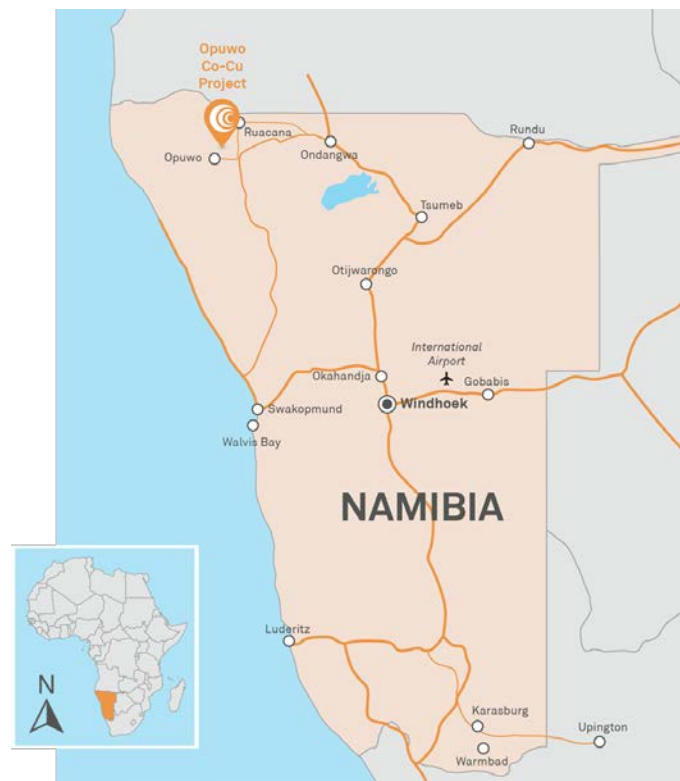 Opuwo
Co-Cu
Project
Ruacana
Opuwo
Ondangwa
Rundu
Tsumeb
Otijwarongo
International
Airport
Okahandja
Gobabis
Windhoek
Swakopmund
Walvis Bay
NAMIBIA
Luderitz
N
Karasburg
Upington
Warmbad